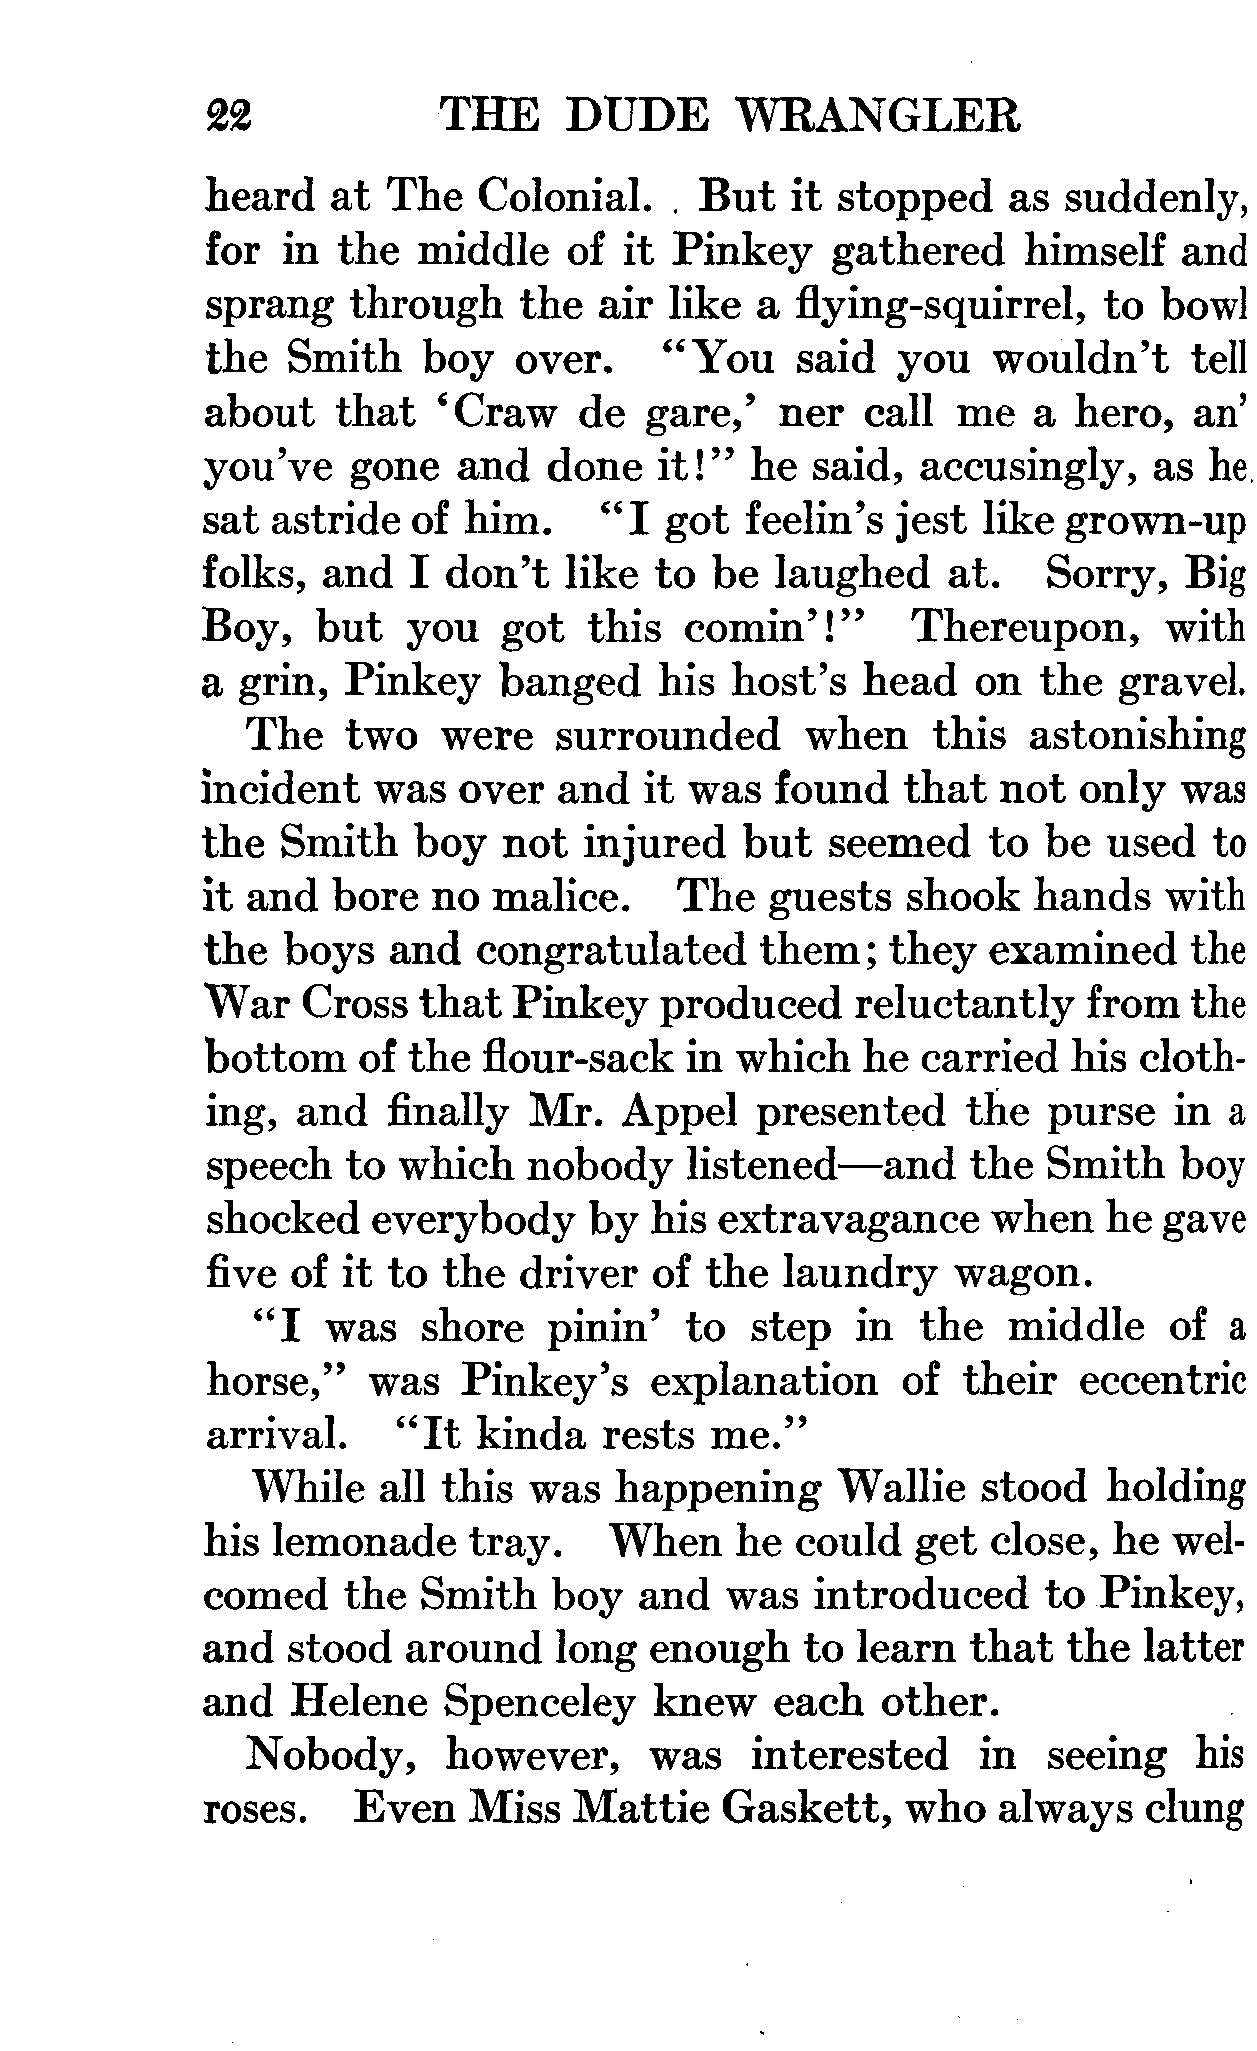 22 THE DUDE WRANGLER
heard at The Colonial. . But it stopped as suddenly,
for in the middle of it Pinkey gathered himself and
sprang through the air like a flying-squirrel, to bowl
the Smith boy over. "You said you wouldn't tell
about that 'Craw de gare,' ner call me a hero, an'
you've gone and done it!" he said, accusingly, as he
sat astride of him. "I got feelin's jest like grown-up
folks, and I don't like to be laughed at. Sorry, Big
Boy, but you got this comin'!" Thereupon, with
a grin, Pinkey banged his host's head on the gravel.
The two were surrounded when this astonishing
incident was over and it was found that not only was
the Smith boy not injured but seemed to be used to
it and bore no malice. The guests shook hands with
the boys and congratulated them; they examined the
War Cross that Pinkey produced reluctantly from the
bottom of the flour-sack in which he carried his cloth-
ing, and finally Mr. Appel presented the purse in a
speech to which nobody listened—and the Smith boy
shocked everybody by his extravagance when he gave
five of it to the driver of the laundry wagon.
"I was shore pinin' to step in the middle of a
horse," was Pinkey's explanation of their eccentric
arrival. "It kinda rests me."
While all this was happening Wallie stood holding
his lemonade tray. When he could get close, he wel-
comed the Smith boy and was introduced to Pinkey,
and stood around long enough to learn that the latter
and Helene Spenceley knew each other.
Nobody, however, was interested in seeing his
roses. Even Miss Mattie Gaskett, who always clung